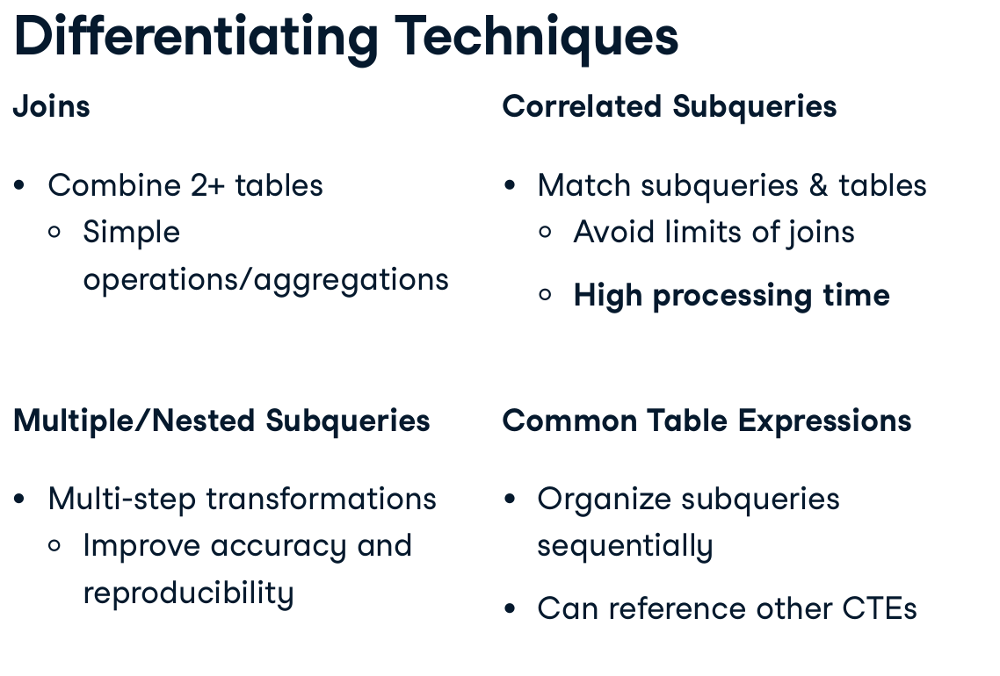 Differentiating Techniques
Joins
• Combine 2+ tables
○ Simple
operations/aggregations
Correlated Subqueries
• Match subqueries & tables
○ Avoid limits of joins
○ High processing time
Multiple/Nested Subqueries
• Multi-step transformations
○ Improve accuracy and
reproducibility
Common Table Expressions
• Organize subqueries
sequentially
• Can reference other CTEs